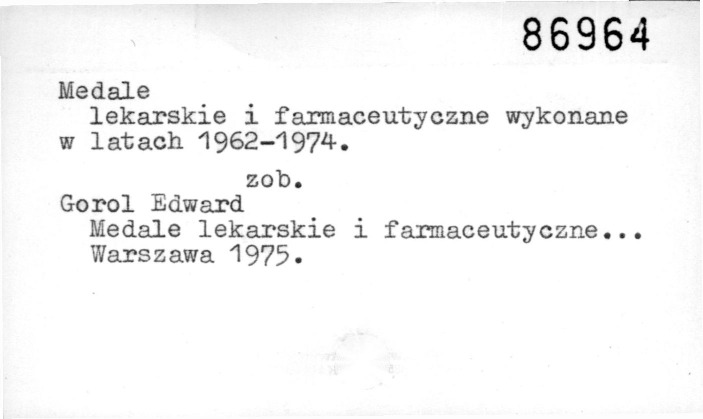 86964
Medale
lekarskie i farmaceutyczne wykonane
w latach 1962-1974.
zob.
Gorol Edward
Medale lekarskie i farmaceutyczne...
Warszawa 1975.